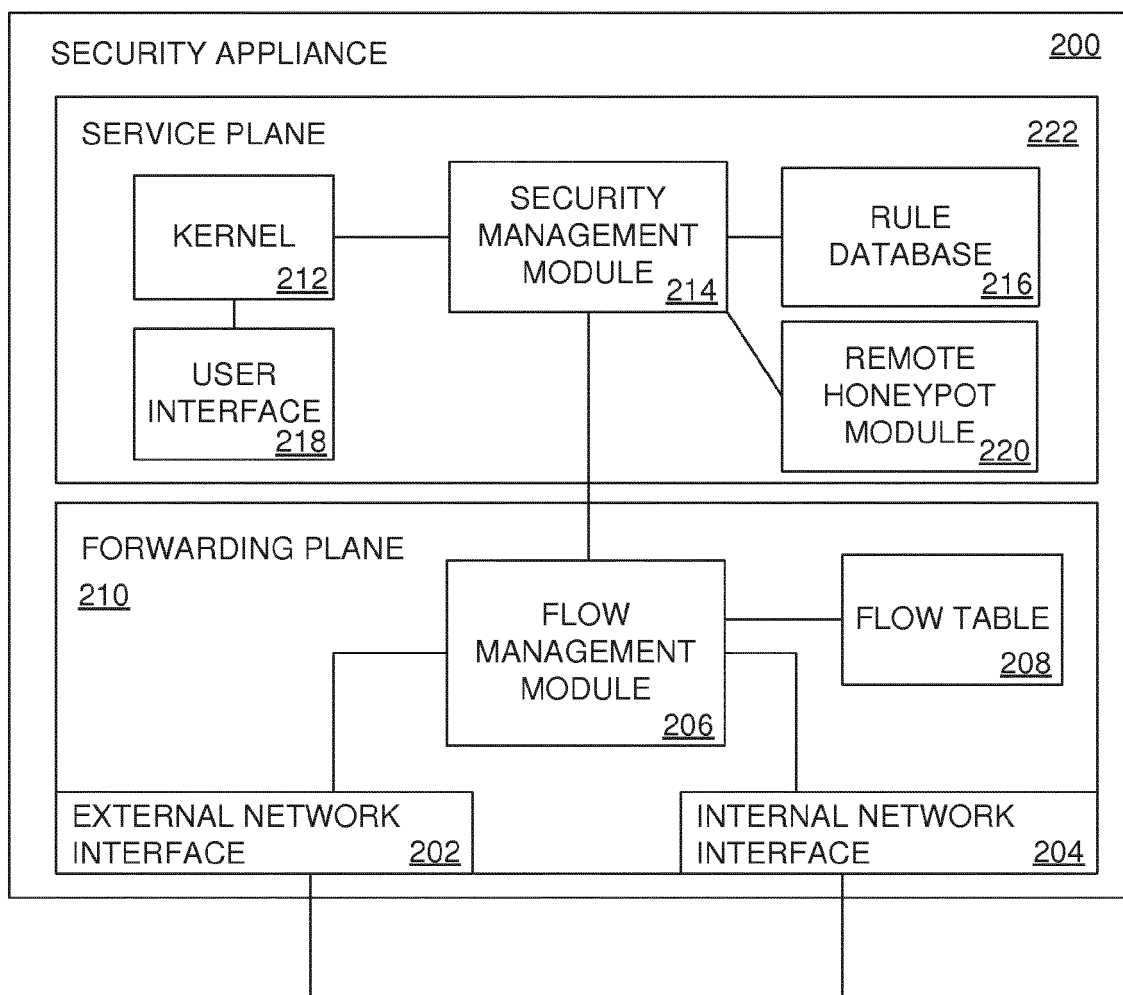 SECURITY APPLIANCE 200
SERVICE PLANE 222
KERNEL
212
USER
INTERFACE
218
SECURITY
MANAGEMENT
MODULE
214
RULE
DATABASE
216
REMOTE
HONEYPOT
MODULE
220
FORWARDING PLANE
210
FLOW
MANAGEMENT
MODULE
206
FLOW TABLE
208
EXTERNAL NETWORK
INTERFACE 202
INTERNAL NETWORK
INTERFACE 204